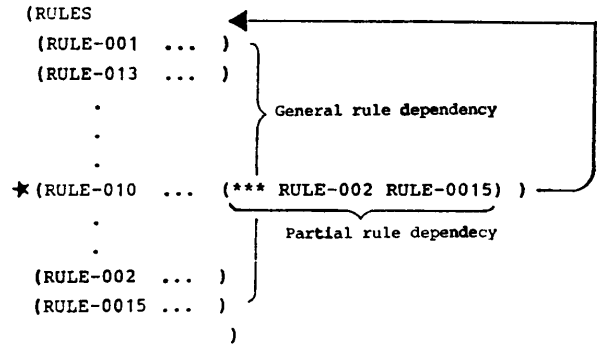 (RULES
(RULE-001 ... )
(RULE-013 ... )
.
General rule dependency
.
.
★(RULE-010 ... (*** RULE-002 RULE-0015) )
.
Partial rule dependecy
.
(RULE-002 ... )
(RULE-0015 ... )
)